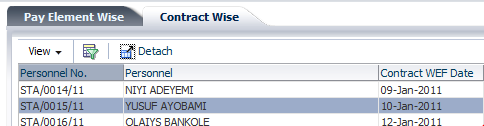 Pay Element Wise Contract Wise
View Detach
Personnel No. Personnel Contract WEF Date
STA/0014/11 NIYI ADEYEMI 09-Jan-2011
STA/0015/11 YUSUF AYOBAMI 10-Jan-2011
STA/0016/11 OLAIYS BANKOLE 12-Jan-2011